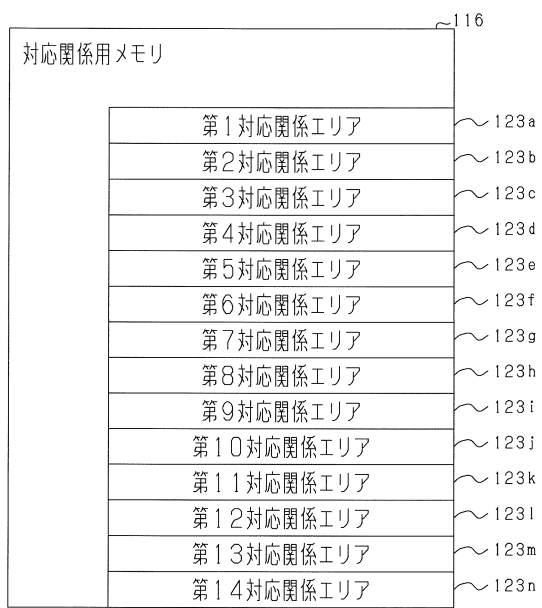 116
対応関係用メモリ
第1対応関係エリア 123a
第2対応関係エリア 123b
第3対応関係エリア 123c
第4対応関係エリア 123d
第5対応関係エリア 123e
第6対応関係エリア 123f
第7対応関係エリア 123g
第8対応関係エリア 123h
第9対応関係エリア 123i
第10対応関係エリア 123j
第11対応関係エリア 123k
第12対応関係エリア 123l
第13対応関係エリア 123m
第14対応関係エリア 123n